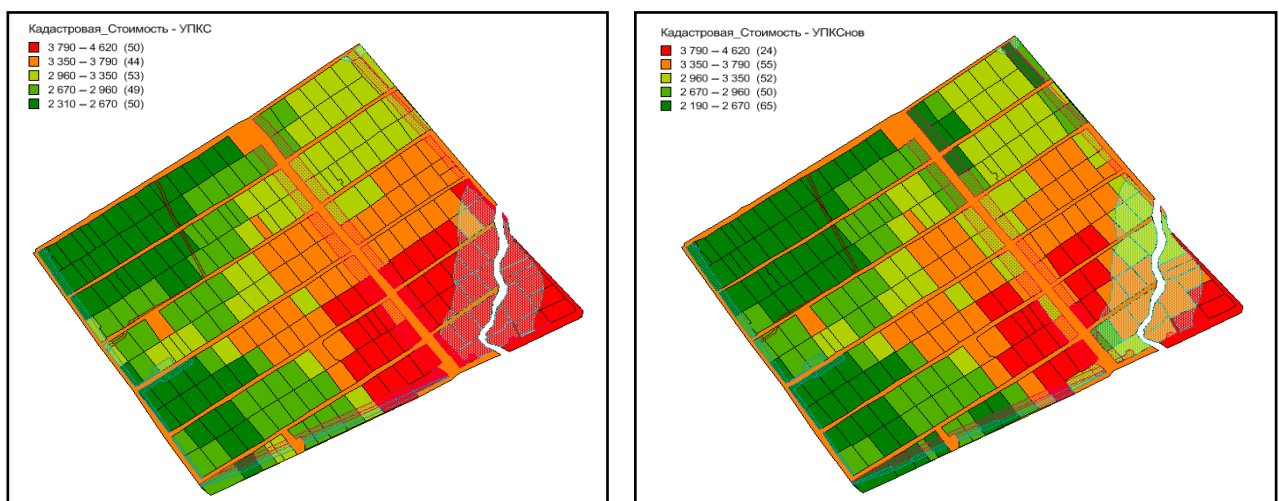 Кадастровая_Стоимость - УПКС
3 790 – 4 620 (50)
3 350 – 3 790 (44)
2 960 – 3 350 (53)
2 670 – 2 960 (49)
2 310 – 2 670 (50)
Кадастровая_Стоимость - УПКСнов
3 790 – 4 620 (24)
3 350 – 3 790 (55)
2 960 – 3 350 (52)
2 670 – 2 960 (50)
2 190 – 2 670 (65)